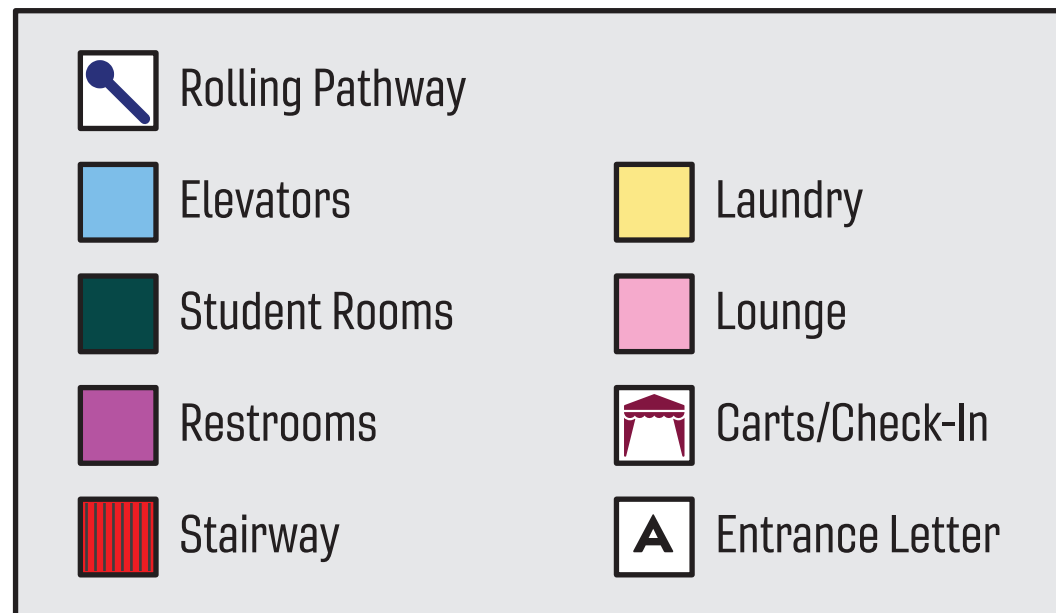 Rolling Pathway
Elevators
Student Rooms
Restrooms
Stairway
Laundry
Lounge
Carts/Check-In
A
Entrance Letter